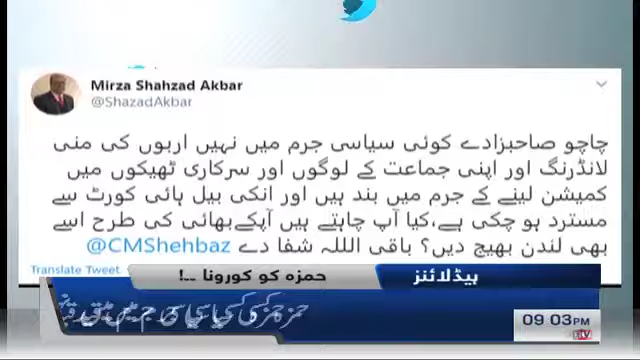 Mirza Shahzad Akbar
@ShazadAkbar
چاچو صاحبزادے کوئی سیاسی جرم میں نہیں اربوں کی منی
لانڈرنگ اور اپنی جماعت کے لوگوں اور سرکاری ٹھیکوں میں
کمیشن لینے کے جرم میں بند ہیں اور انکی بیل ہائی کورٹ سے
مسترد ہو چکی ہے،کیا آپ چاہتے ہیں آپکے بھائی کی طرح اسے
بھی لندن بھیج دیں؟ باقی اللہ شفا دے @CMShehbaz
Translate Tweet
ہیڈلائنز
حمزہ کو کورونا ..!
09:03PM